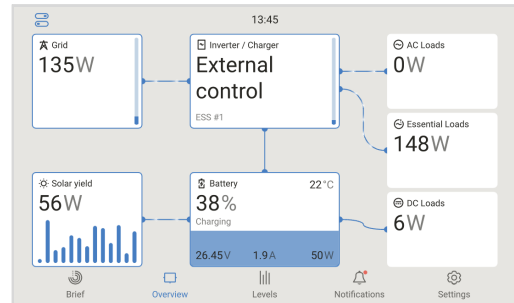 13:45
Grid
135W
Inverter / Charger
External
control
ESS #1
AC Loads
0W
Essential Loads
148W
Solar yield
56W
Battery
22°C
38%
Charging
26.45V 1.9A 50W
DC Loads
6W
Brief Overview Levels Notifications Settings